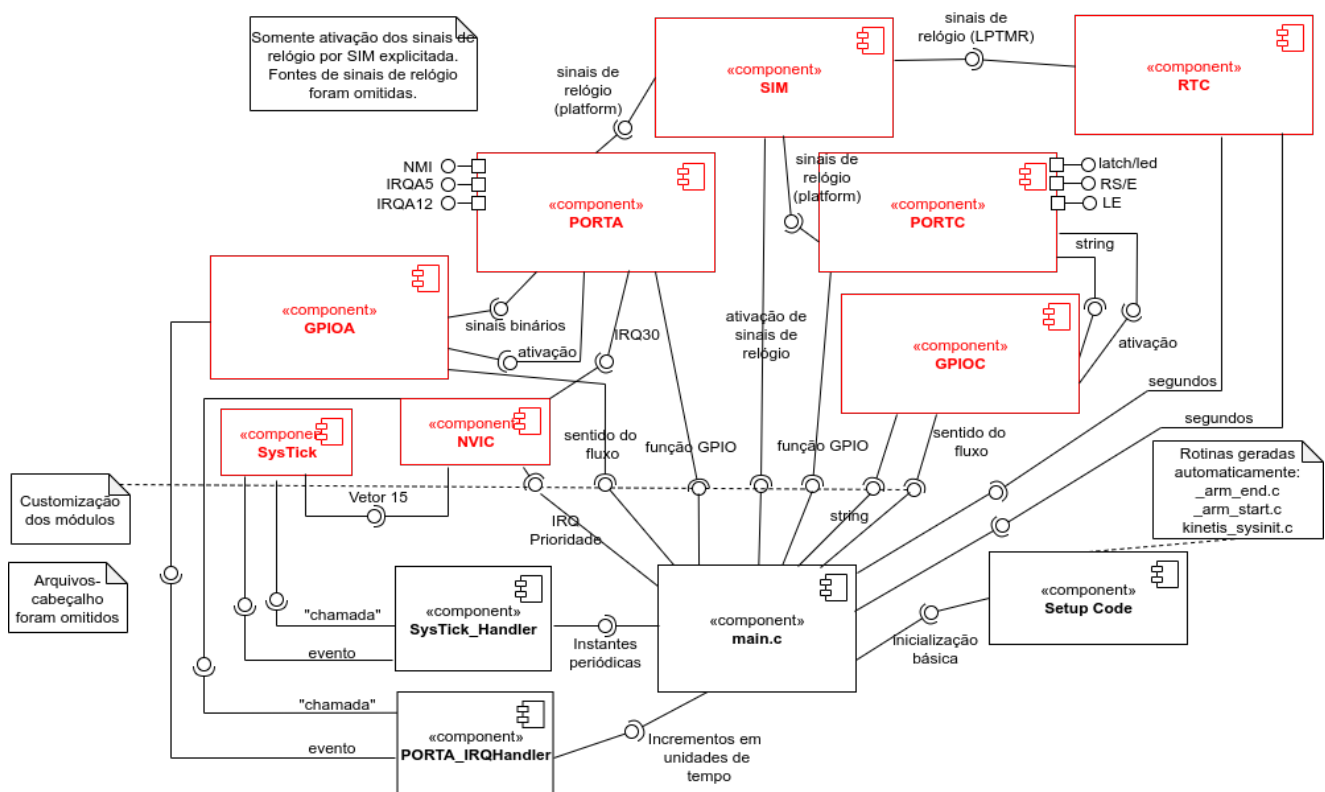 Somente ativação dos sinais de
relógio por SIM explicitada.
Fontes de sinais de relógio
foram omitidas.
sinais de
relógio
(platform)
«component»
SIM
sinais de
relógio (LPTMR)
«component»
RTC
NMI
IRQA5
IRQA12
«component»
PORTA
sinais de
relógio
(platform)
«component»
PORTC
latch/led
RS/E
LE
string
«component»
GPIOA
sinais binários
ativação
IRQ30
ativação de
sinais de
relógio
«component»
GPIOC
ativação
segundos
segundos
«component»
SysTick
«component»
NVIC
sentido do
fluxo
função GPIO
função GPIO
sentido do
fluxo
Rotinas geradas
automaticamente:
_arm_end.c
_arm_start.c
kinetis_sysinit.c
Customização
dos módulos
Vetor 15
IRQ
Prioridade
string
Arquivos-
cabeçalho
foram omitidos
"chamada"
evento
«component»
SysTick_Handler
Instantes
periódicas
«component»
main.c
Inicialização
básica
«component»
Setup Code
"chamada"
evento
«component»
PORTA_IRQHandler
Incrementos em
unidades de
tempo